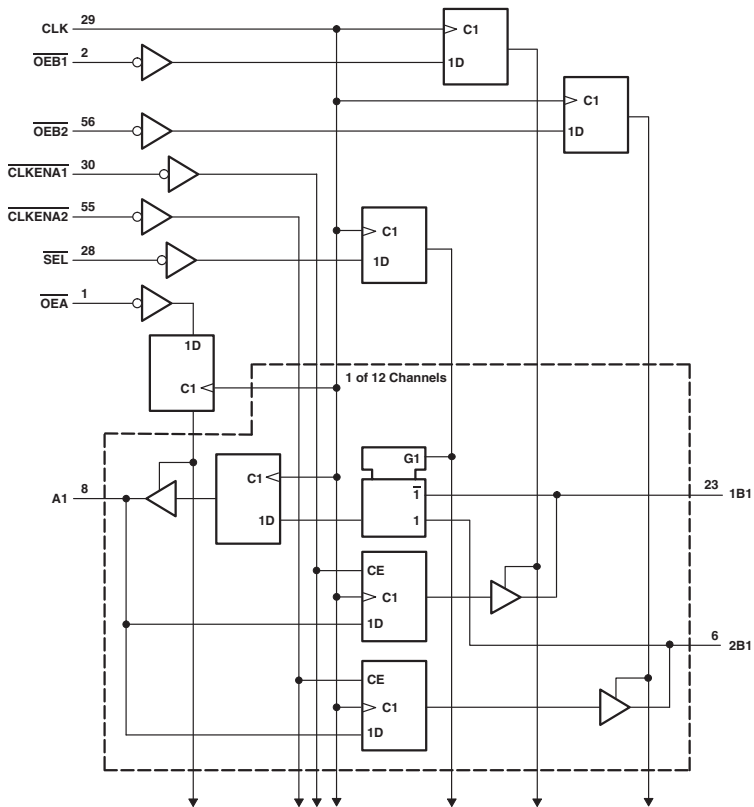 CLK 29
C1
OEB1 2
1D
C1
OEB2 56
1D
CLKENA1 30
CLKENA2 55
C1
SEL 28
1D
OEA 1
1D
1 of 12 Channels
C1
G1
C1
A1 8
1
23 1B1
1D
1
CE
C1
1D
6 2B1
CE
C1
1D